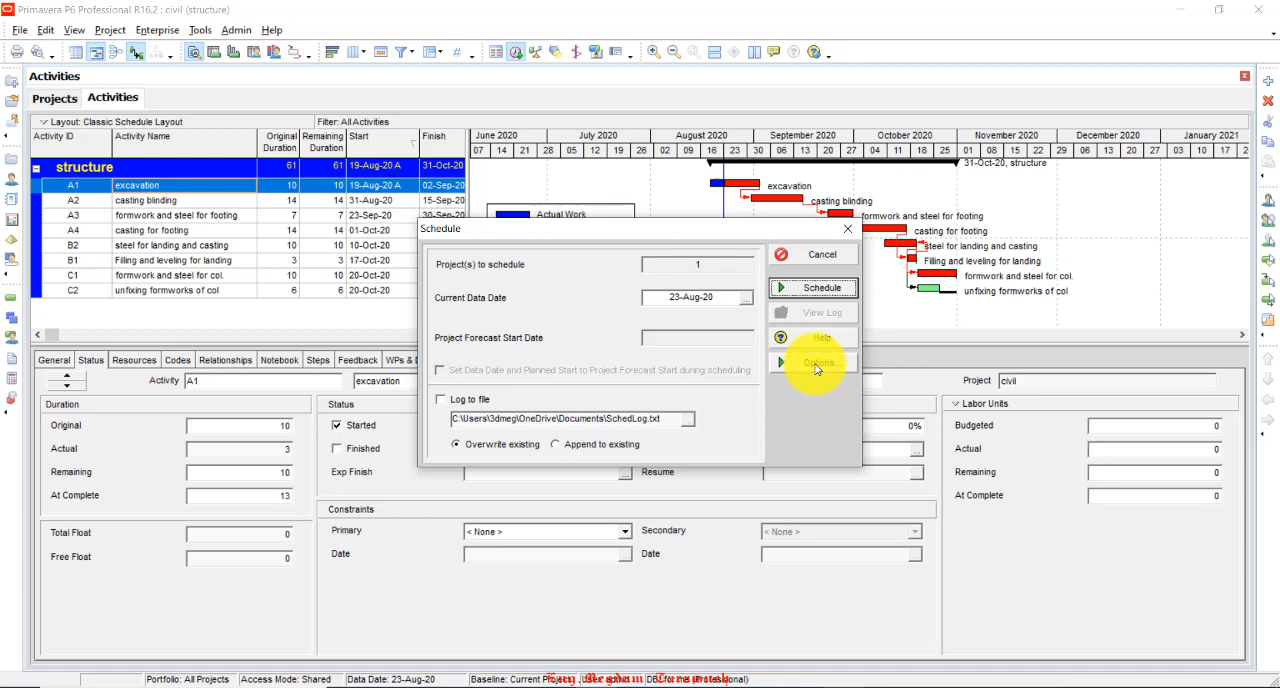 Primavera P6 Professional R16.2 : civil (structure)
File Edit View Project Enterprise Tools Admin Help
Activities
Projects Activities
Layout: Classic Schedule Layout Filter: All Activities
Activity ID Activity Name Original Duration Remaining Duration Start Finish
June 2020 July 2020 August 2020 September 2020 October 2020 November 2020 December 2020 January 2021
07 14 21 28 05 12 19 26 02 09 16 23 30 06 13 20 27 04 11 18 25 01 08 15 22 29 06 13 20 27 03 10 17 2
structure 61 61 19-Aug-20 A 31-Oct-20 31-Oct-20, structure
A1 excavation 10 10 19-Aug-20 A 02-Sep-20 excavation
A2 casting blinding 14 14 31-Aug-20 15-Sep-20 casting blinding
A3 formwork and steel for footing 7 7 23-Sep-20 30-Sep-20 Actual Work formwork and steel for footing
A4 casting for footing 14 14 01-Oct-20 casting for footing
B2 steel for landing and casting 10 10 10-Oct-20 steel for landing and casting
B1 Filling and leveling for landing 3 3 17-Oct-20 Filling and leveling for landing
C1 formwork and steel for col. 10 10 20-Oct-20 formwork and steel for col.
C2 unfixing formworks of col 6 6 20-Oct-20 unfixing formworks of col
Schedule
Project(s) to schedule 1 Cancel
Current Data Date 23-Aug-20 ... Schedule
View Log
Project Forecast Start Date Help
Set Data Date and Planned Start to Project Forecast Start during scheduling Options...
Log to file
C:\Users\3dmeg\OneDrive\Documents\SchedLog.txt
Overwrite existing Append to existing
General Status Resources Codes Relationships Notebook Steps Feedback WPs & D
Activity A1 excavation Project civil
Duration Status Labor Units
Original 10 Started 0% Budgeted 0
Actual 3 Finished Actual 0
Remaining 10 Exp Finish Resume Remaining 0
At Complete 13 At Complete 0
Constraints
Total Float 0 Primary < None > Secondary < None >
Free Float 0 Date Date
Portfolio: All Projects Access Mode: Shared Data Date: 23-Aug-20 Baseline: Current